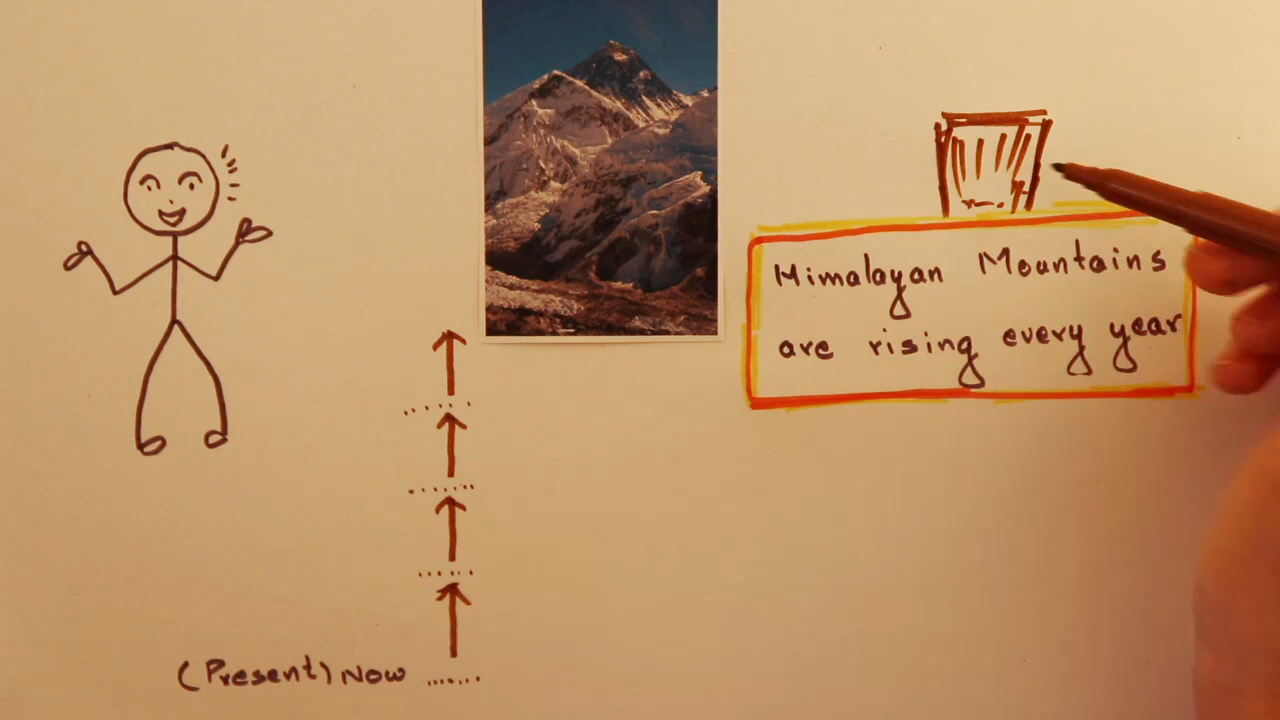 Himalayan Mountains
are rising every year
(Present) Now ......